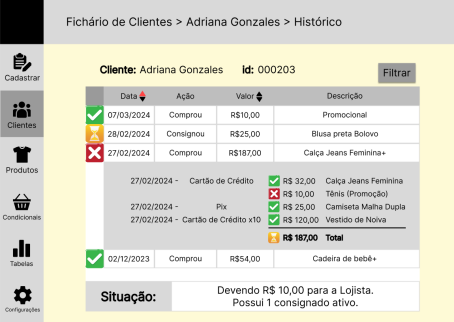 Fichário de Clientes > Adriana Gonzales > Histórico
Cadastrar
Clientes
Produtos
Condicionais
Tabelas
Configurações
Cliente: Adriana Gonzales id: 000203
Filtrar
Data Ação Valor Descrição
07/03/2024 Comprou R$10,00 Promocional
28/02/2024 Consignou R$25,00 Blusa preta Bolovo
27/02/2024 Comprou R$187,00 Calça Jeans Feminina+
27/02/2024 - Cartão de Crédito R$ 32,00 Calça Jeans Feminina
R$ 10,00 Tênis (Promoção)
27/02/2024 - Pix R$ 25,00 Camiseta Malha Dupla
27/02/2024 - Cartão de Crédito x10 R$ 120,00 Vestido de Noiva
R$ 187,00 Total
02/12/2023 Comprou R$54,00 Cadeira de bebê+
Situação:
Devendo R$ 10,00 para a Lojista.
Possui 1 consignado ativo.